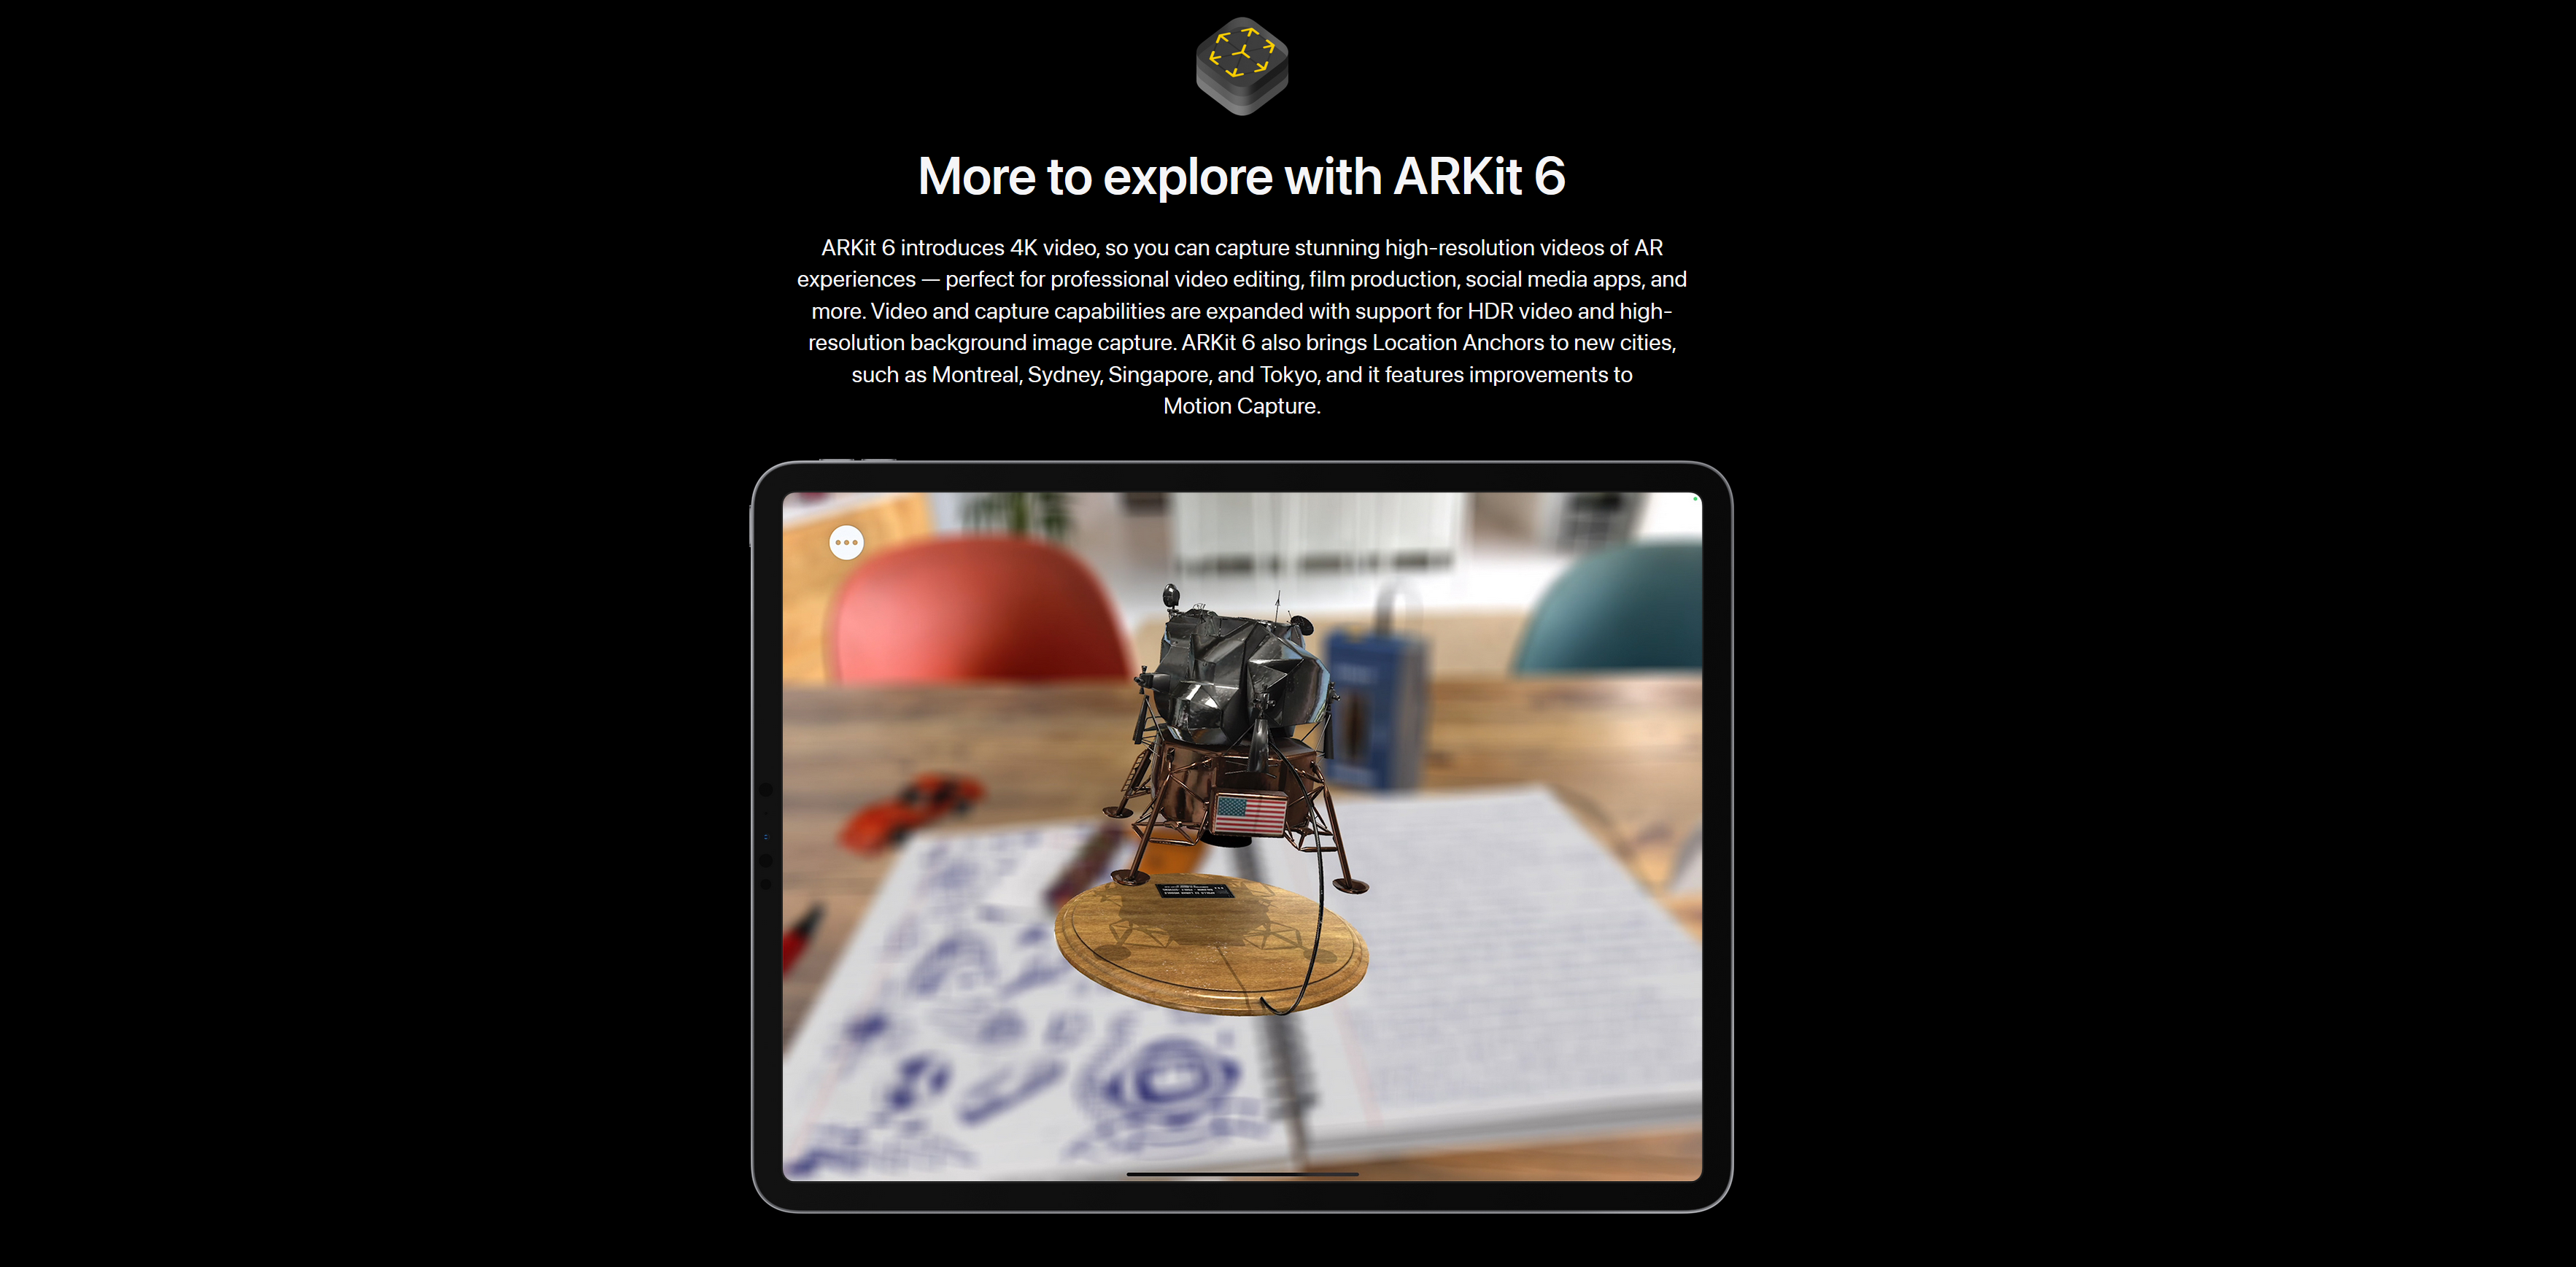 More to explore with ARKit 6
ARKit 6 introduces 4K video, so you can capture stunning high-resolution videos of AR
experiences — perfect for professional video editing, film production, social media apps, and
more. Video and capture capabilities are expanded with support for HDR video and high-
resolution background image capture. ARKit 6 also brings Location Anchors to new cities,
such as Montreal, Sydney, Singapore, and Tokyo, and it features improvements to
Motion Capture.